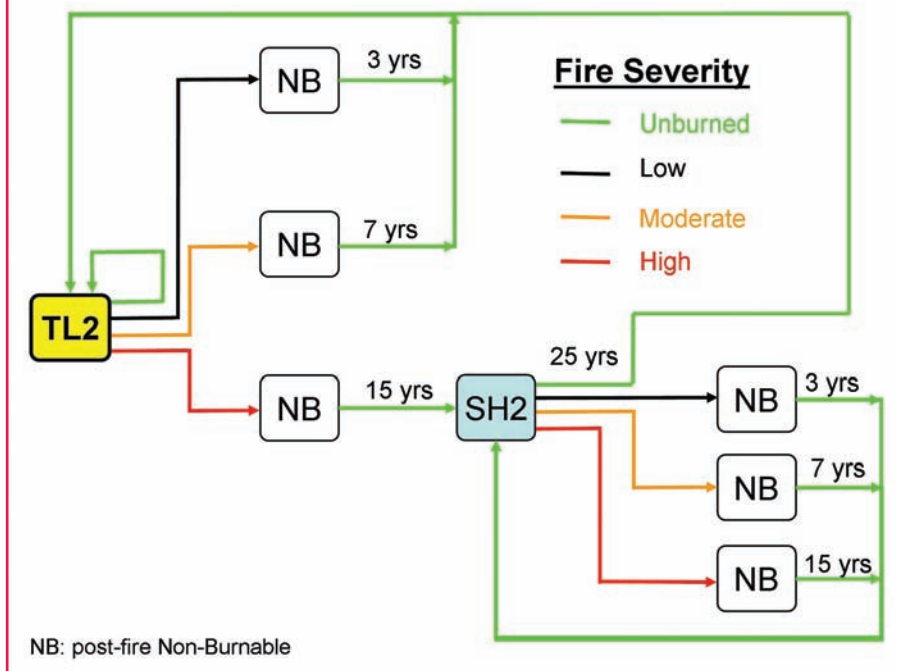 3 yrs
NB
Fire Severity
Unburned
Low
7 yrs
NB
Moderate
High
TL2
25 yrs
15 yrs
NB
SH2
3 yrs
NB
7 yrs
NB
15 yrs
NB
NB: post-fire Non-Burnable